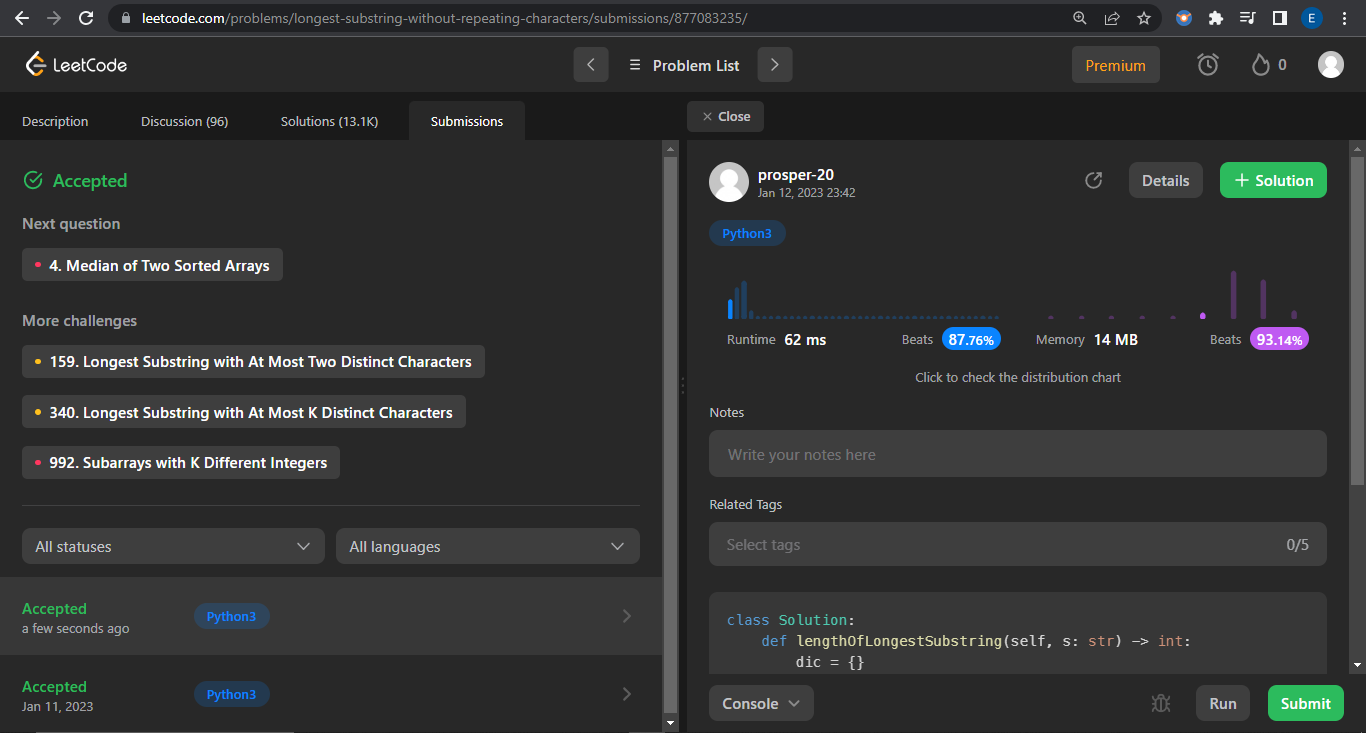 leetcode.com/problems/longest-substring-without-repeating-characters/submissions/877083235/
E
LeetCode
Problem List
Premium
0
Description
Discussion (96)
Solutions (13.1K)
Submissions
Close
Accepted
Next question
4. Median of Two Sorted Arrays
More challenges
159. Longest Substring with At Most Two Distinct Characters
340. Longest Substring with At Most K Distinct Characters
992. Subarrays with K Different Integers
All statuses
All languages
Accepted
Python3
a few seconds ago
Accepted
Python3
Jan 11, 2023
prosper-20
Jan 12, 2023 23:42
Details
+ Solution
Python3
Runtime 62 ms
Beats 87.76%
Memory 14 MB
Beats 93.14%
Click to check the distribution chart
Notes
Write your notes here
Related Tags
Select tags
0/5
class Solution:
def lengthOfLongestSubstring(self, s: str) -> int:
dic = {}
Console
Run
Submit